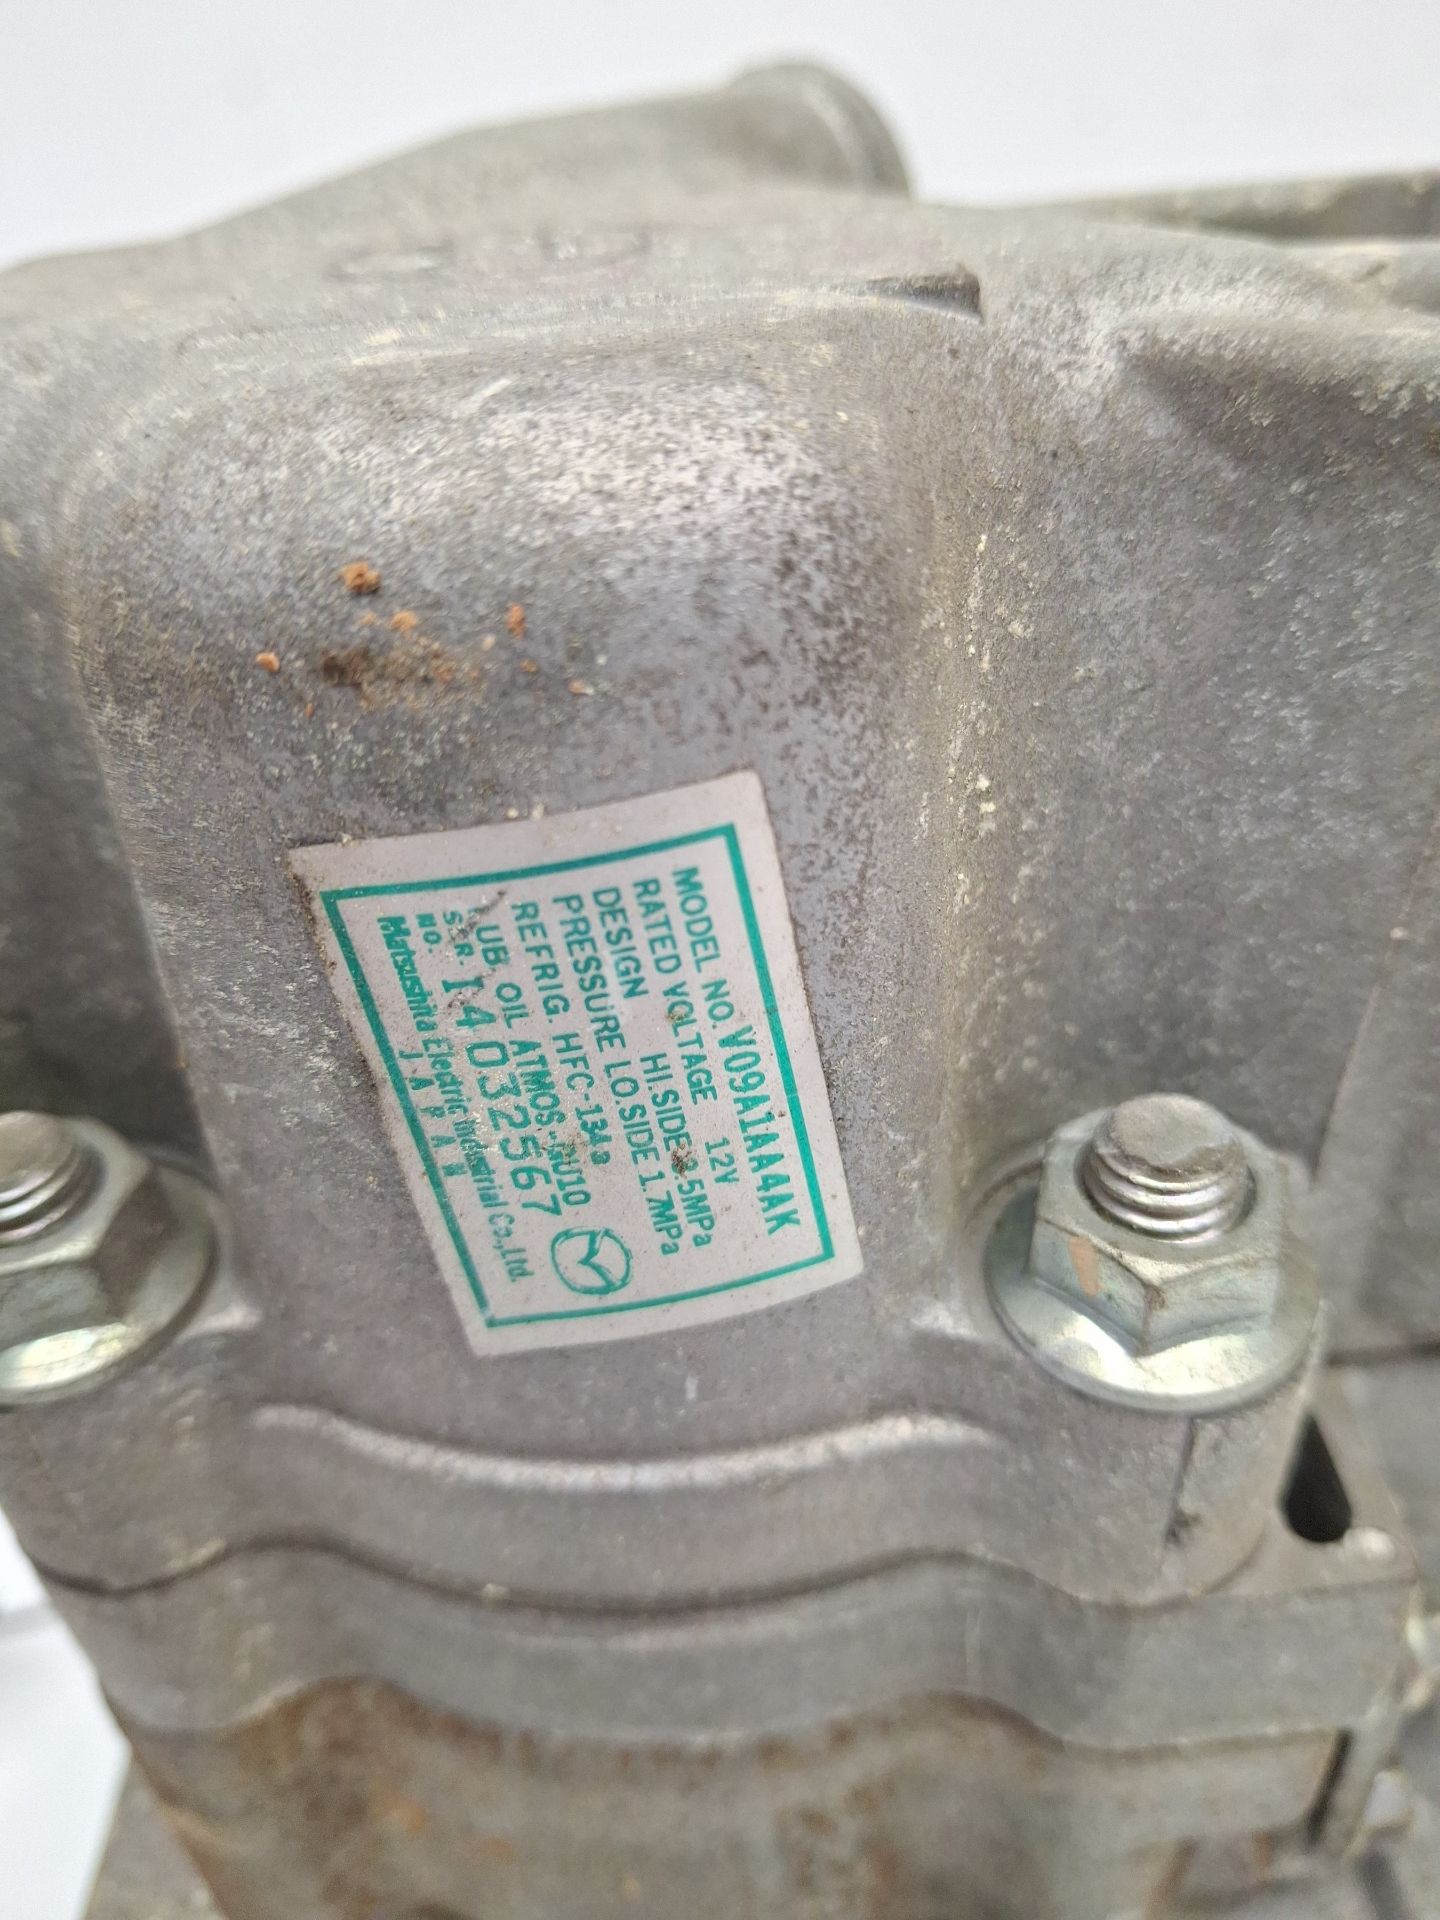 MODEL NO. V09A1AA4AK
RATED VOLTAGE 12V
DESIGN HI.SIDE 3.5MPa
PRESSURE LO.SIDE 1.7MPa
REFRIG. HFC-134a
LUB. OIL ATMOS GU10
SER. NO. 14032567
Matsushita Electric Industrial Co., Ltd.
JAPAN